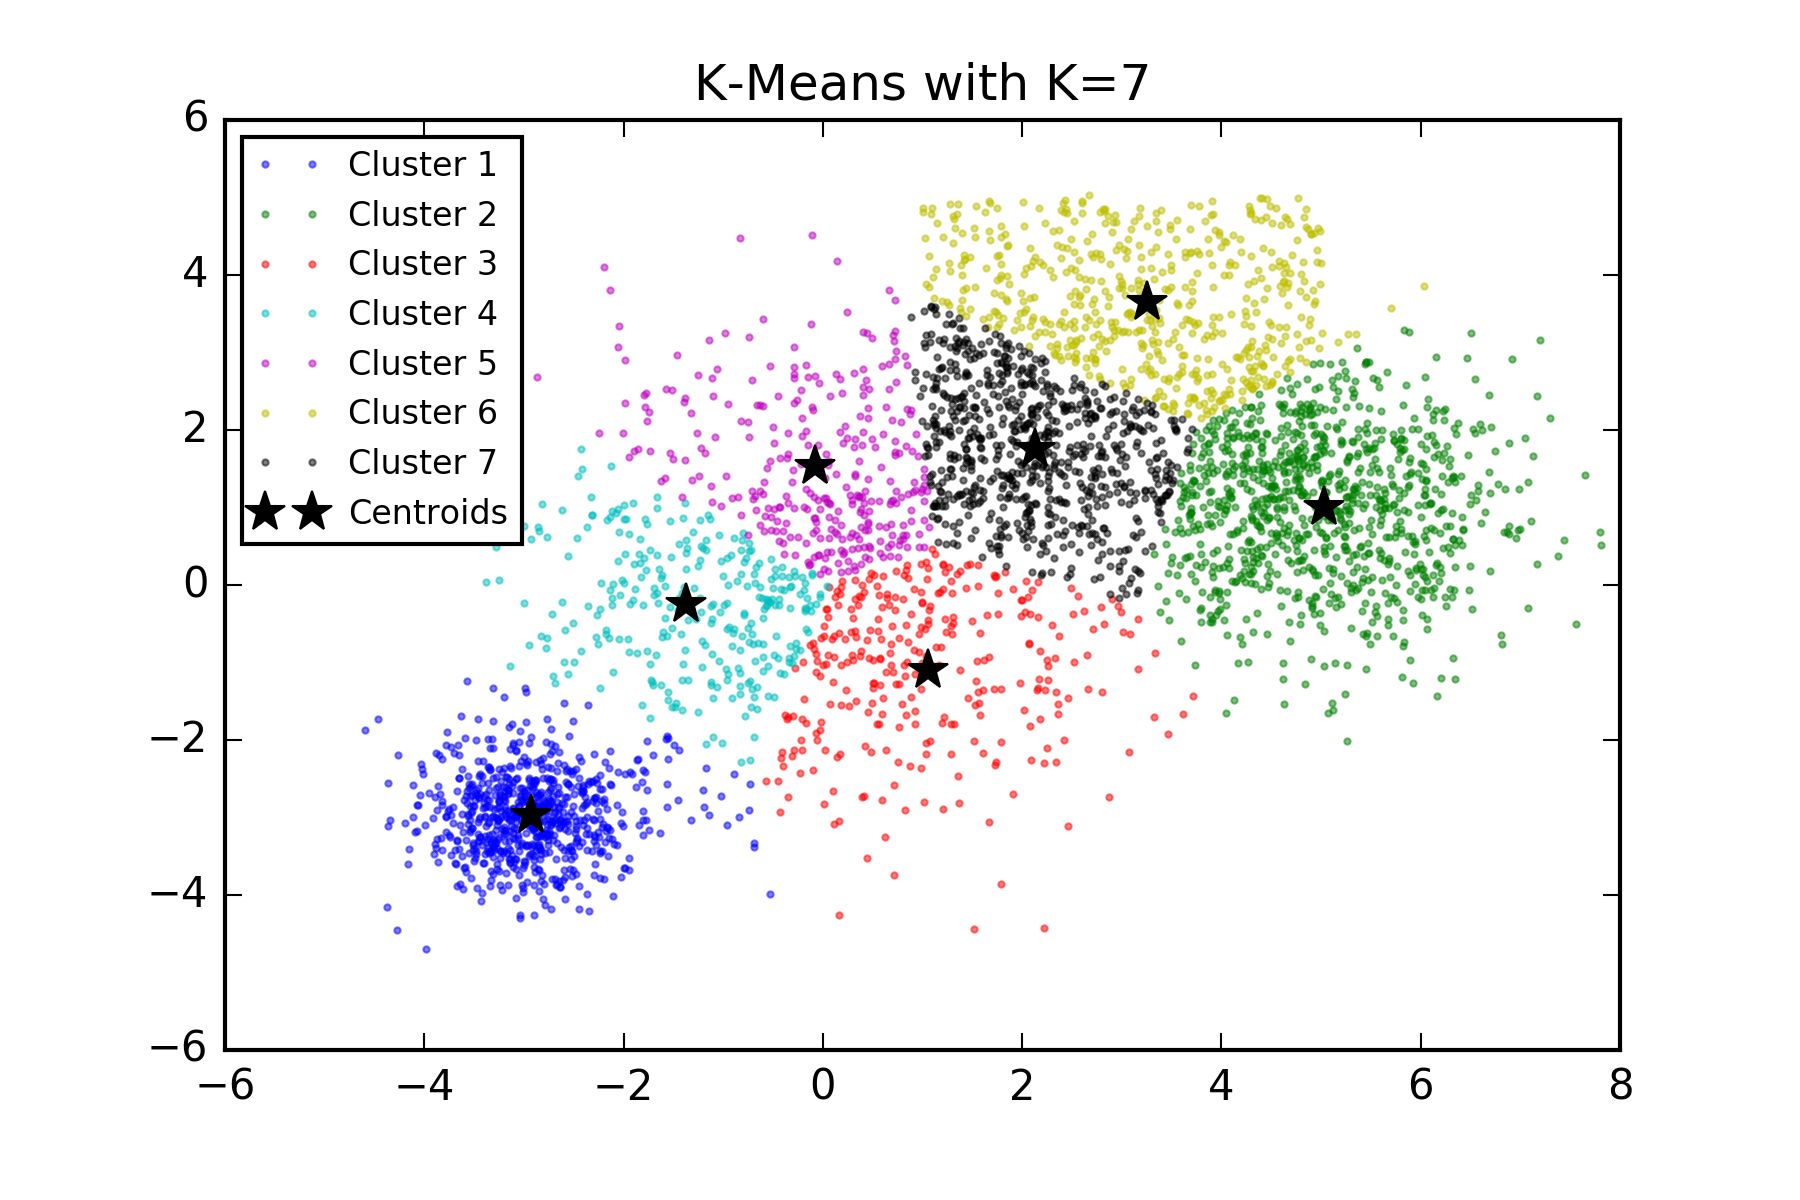 K-Means with K=7
6
4
2
0
−2
−4
−6
Cluster 1
Cluster 2
Cluster 3
Cluster 4
Cluster 5
Cluster 6
Cluster 7
Centroids
−6 −4 −2 0 2 4 6 8